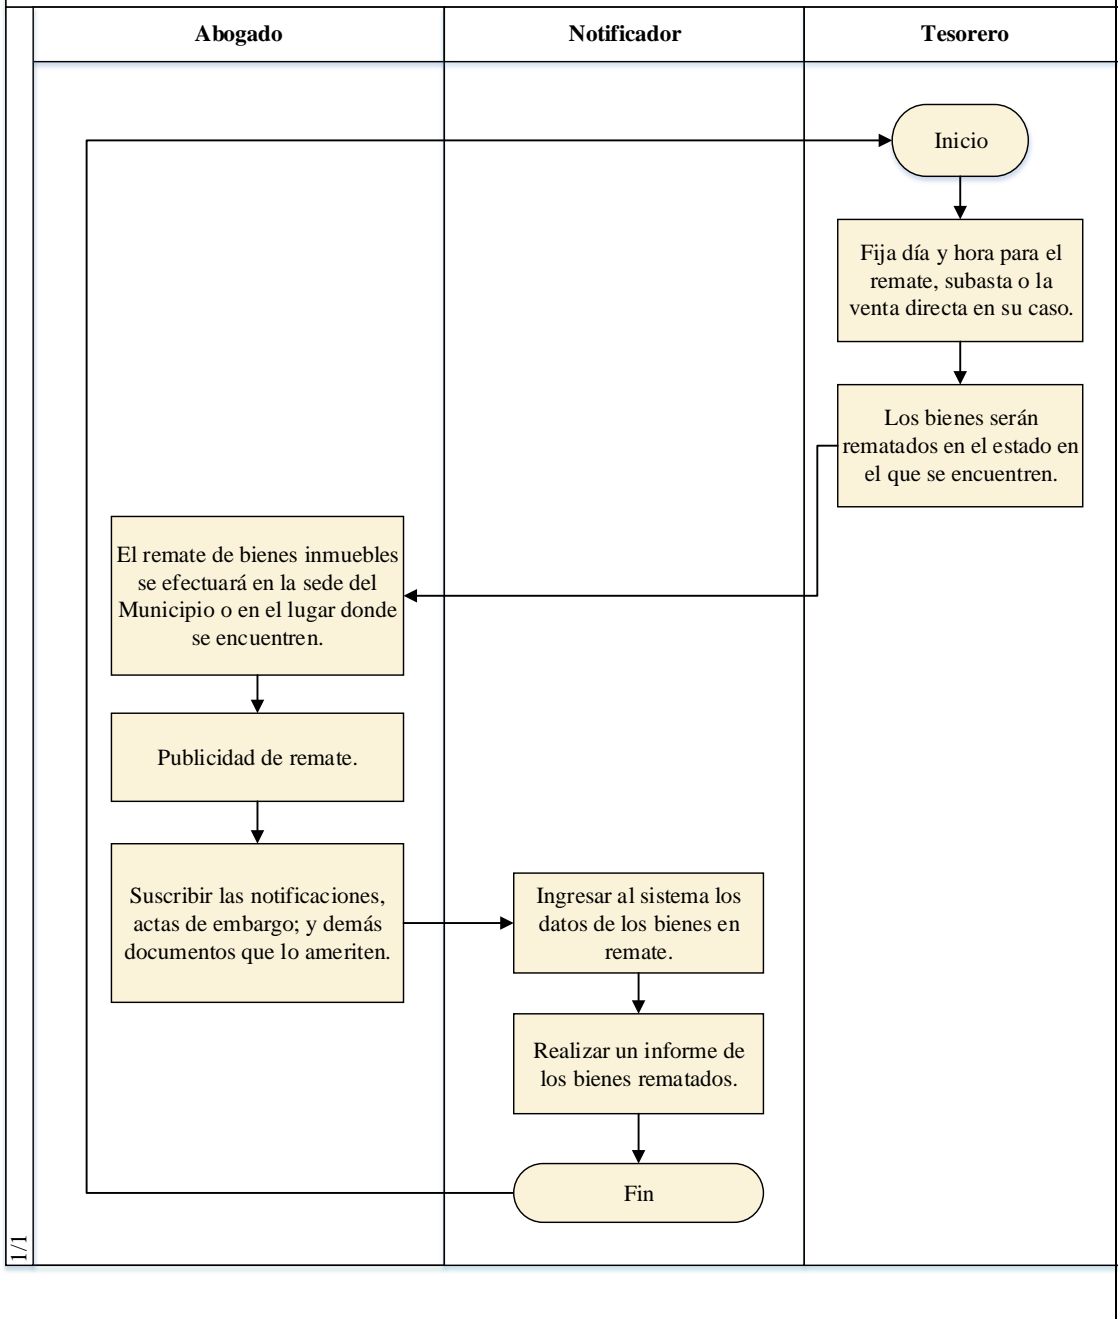 Abogado
Notificador
Tesorero
Inicio
Fija día y hora para el
remate, subasta o la
venta directa en su caso.
Los bienes serán
rematados en el estado en
el que se encuentren.
El remate de bienes inmuebles
se efectuará en la sede del
Municipio o en el lugar donde
se encuentren.
Publicidad de remate.
Suscribir las notificaciones,
actas de embargo; y demás
documentos que lo ameriten.
Ingresar al sistema los
datos de los bienes en
remate.
Realizar un informe de
los bienes rematados.
Fin
1/1